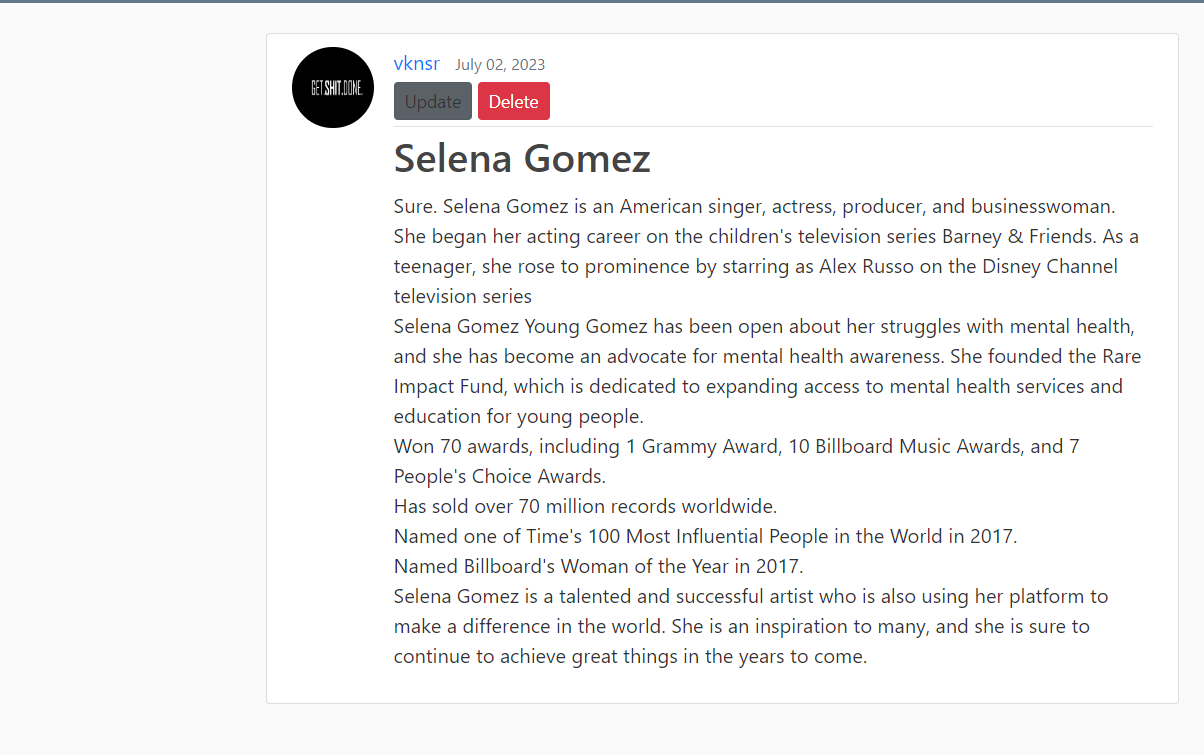 GET.SHIT.DONE.
vknsr July 02, 2023
Update Delete
Selena Gomez
Sure. Selena Gomez is an American singer, actress, producer, and businesswoman.
She began her acting career on the children's television series Barney & Friends. As a
teenager, she rose to prominence by starring as Alex Russo on the Disney Channel
television series
Selena Gomez Young Gomez has been open about her struggles with mental health,
and she has become an advocate for mental health awareness. She founded the Rare
Impact Fund, which is dedicated to expanding access to mental health services and
education for young people.
Won 70 awards, including 1 Grammy Award, 10 Billboard Music Awards, and 7
People's Choice Awards.
Has sold over 70 million records worldwide.
Named one of Time's 100 Most Influential People in the World in 2017.
Named Billboard's Woman of the Year in 2017.
Selena Gomez is a talented and successful artist who is also using her platform to
make a difference in the world. She is an inspiration to many, and she is sure to
continue to achieve great things in the years to come.